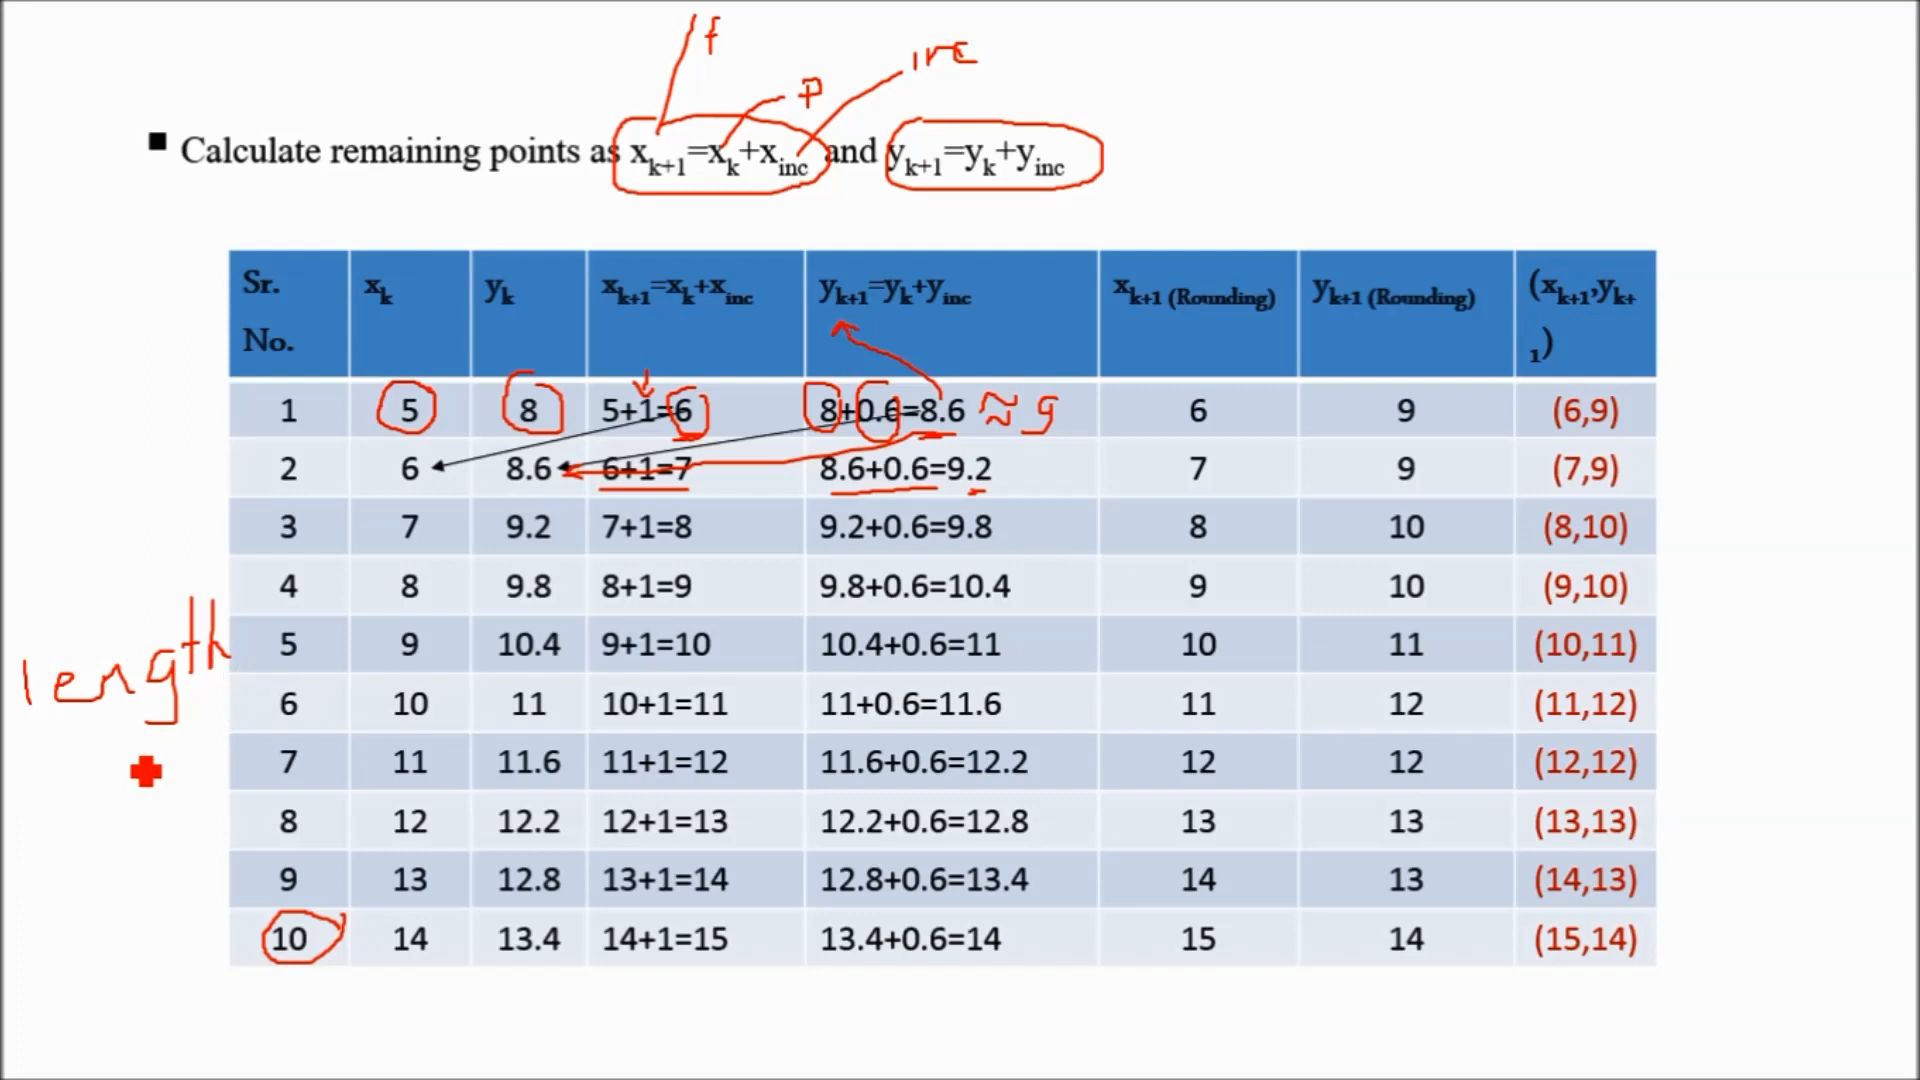 f
inc
P
■ Calculate remaining points as xk+1=xk+xinc and yk+1=yk+yinc
Sr. No. xk yk xk+1=xk+xinc yk+1=yk+yinc xk+1 (Rounding) yk+1 (Rounding) (xk+1,yk+1)
1 5 8 5+1=6 8+0.6=8.6 ≈ 9 6 9 (6,9)
2 6 8.6 6+1=7 8.6+0.6=9.2 7 9 (7,9)
3 7 9.2 7+1=8 9.2+0.6=9.8 8 10 (8,10)
4 8 9.8 8+1=9 9.8+0.6=10.4 9 10 (9,10)
5 9 10.4 9+1=10 10.4+0.6=11 10 11 (10,11)
length
6 10 11 10+1=11 11+0.6=11.6 11 12 (11,12)
7 11 11.6 11+1=12 11.6+0.6=12.2 12 12 (12,12)
8 12 12.2 12+1=13 12.2+0.6=12.8 13 13 (13,13)
9 13 12.8 13+1=14 12.8+0.6=13.4 14 13 (14,13)
10 14 13.4 14+1=15 13.4+0.6=14 15 14 (15,14)